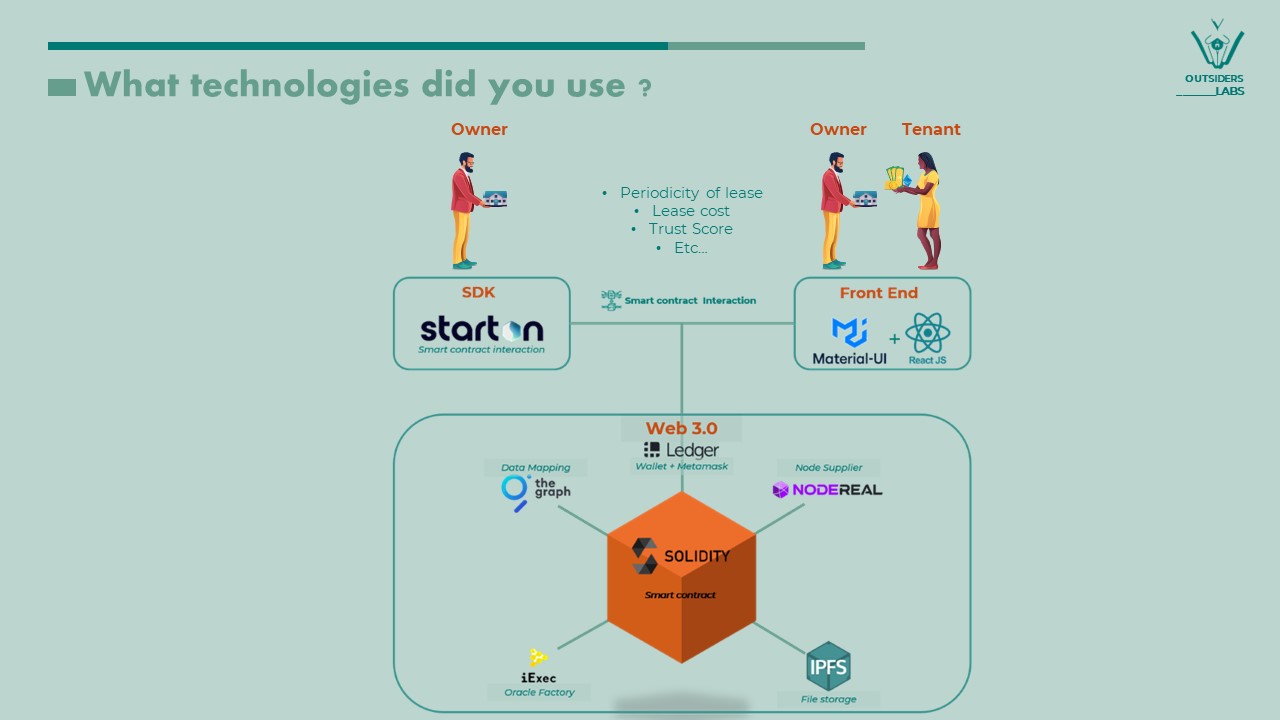 OUTSIDERS
______LABS
What technologies did you use ?
Owner
Owner
Tenant
• Periodicity of lease
• Lease cost
• Trust Score
• Etc...
SDK
starton
Smart contract interaction
Smart contract Interaction
Front End
Material-UI
+
React JS
Web 3.0
Ledger
Wallet + Metamask
Data Mapping
the
graph
Node Supplier
NODEREAL
SOLIDITY
Smart contract
iExec
Oracle Factory
IPFS
File storage